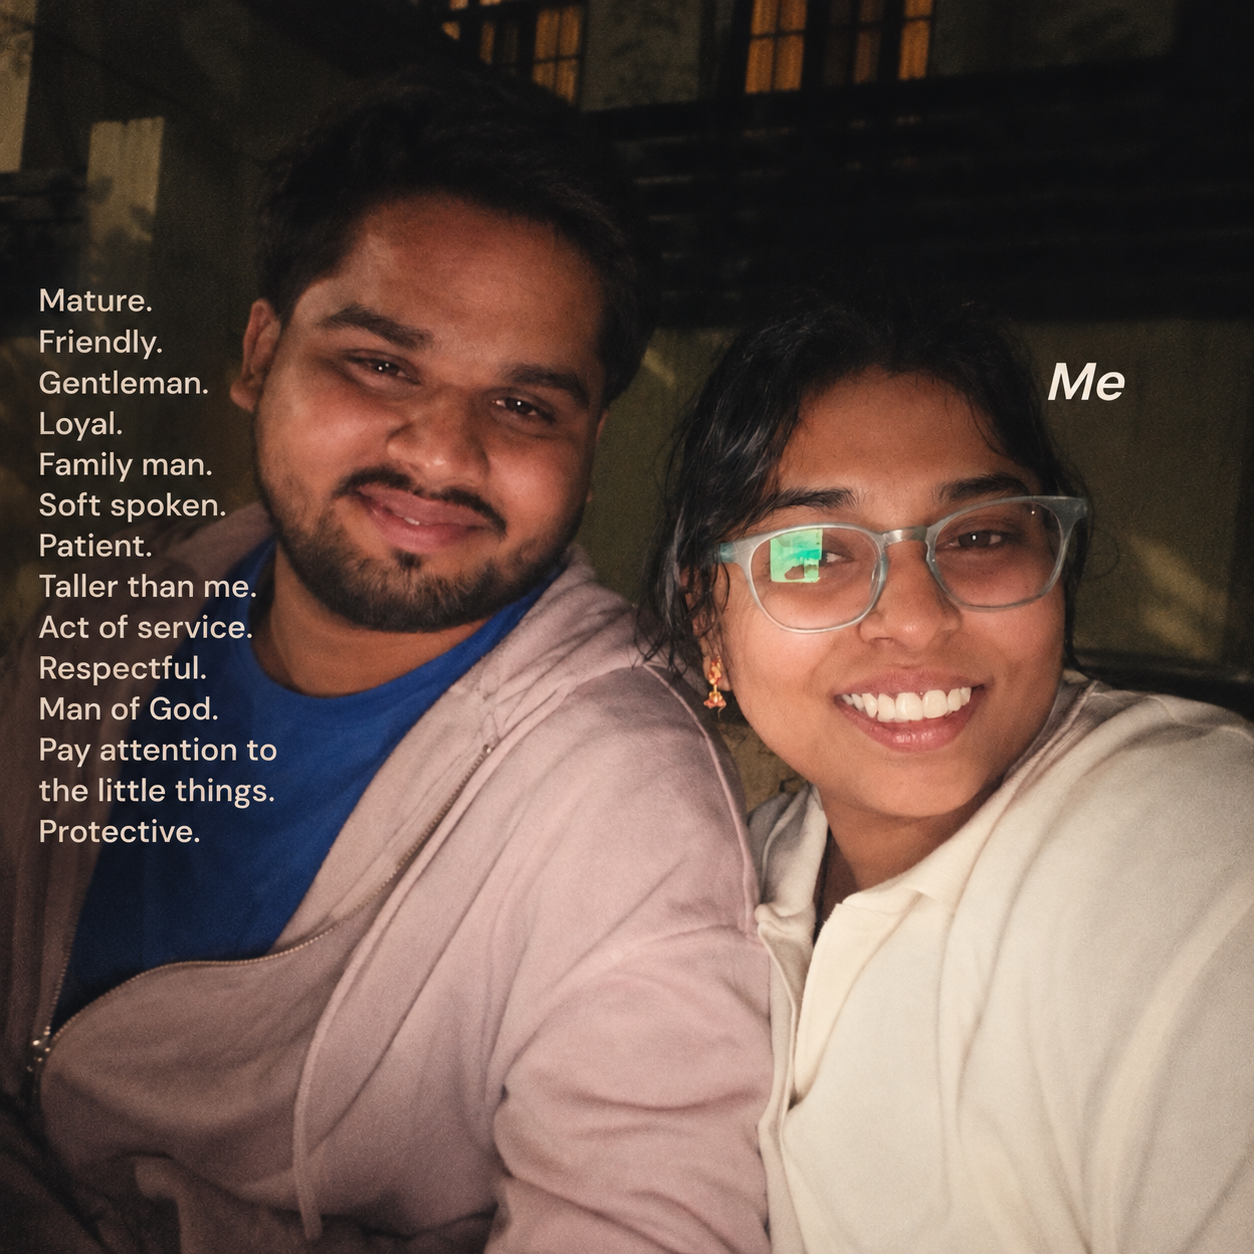 Mature.
Friendly.
Gentleman.
Loyal.
Family man.
Soft spoken.
Patient.
Taller than me.
Act of service.
Respectful.
Man of God.
Pay attention to
the little things.
Protective.
Me